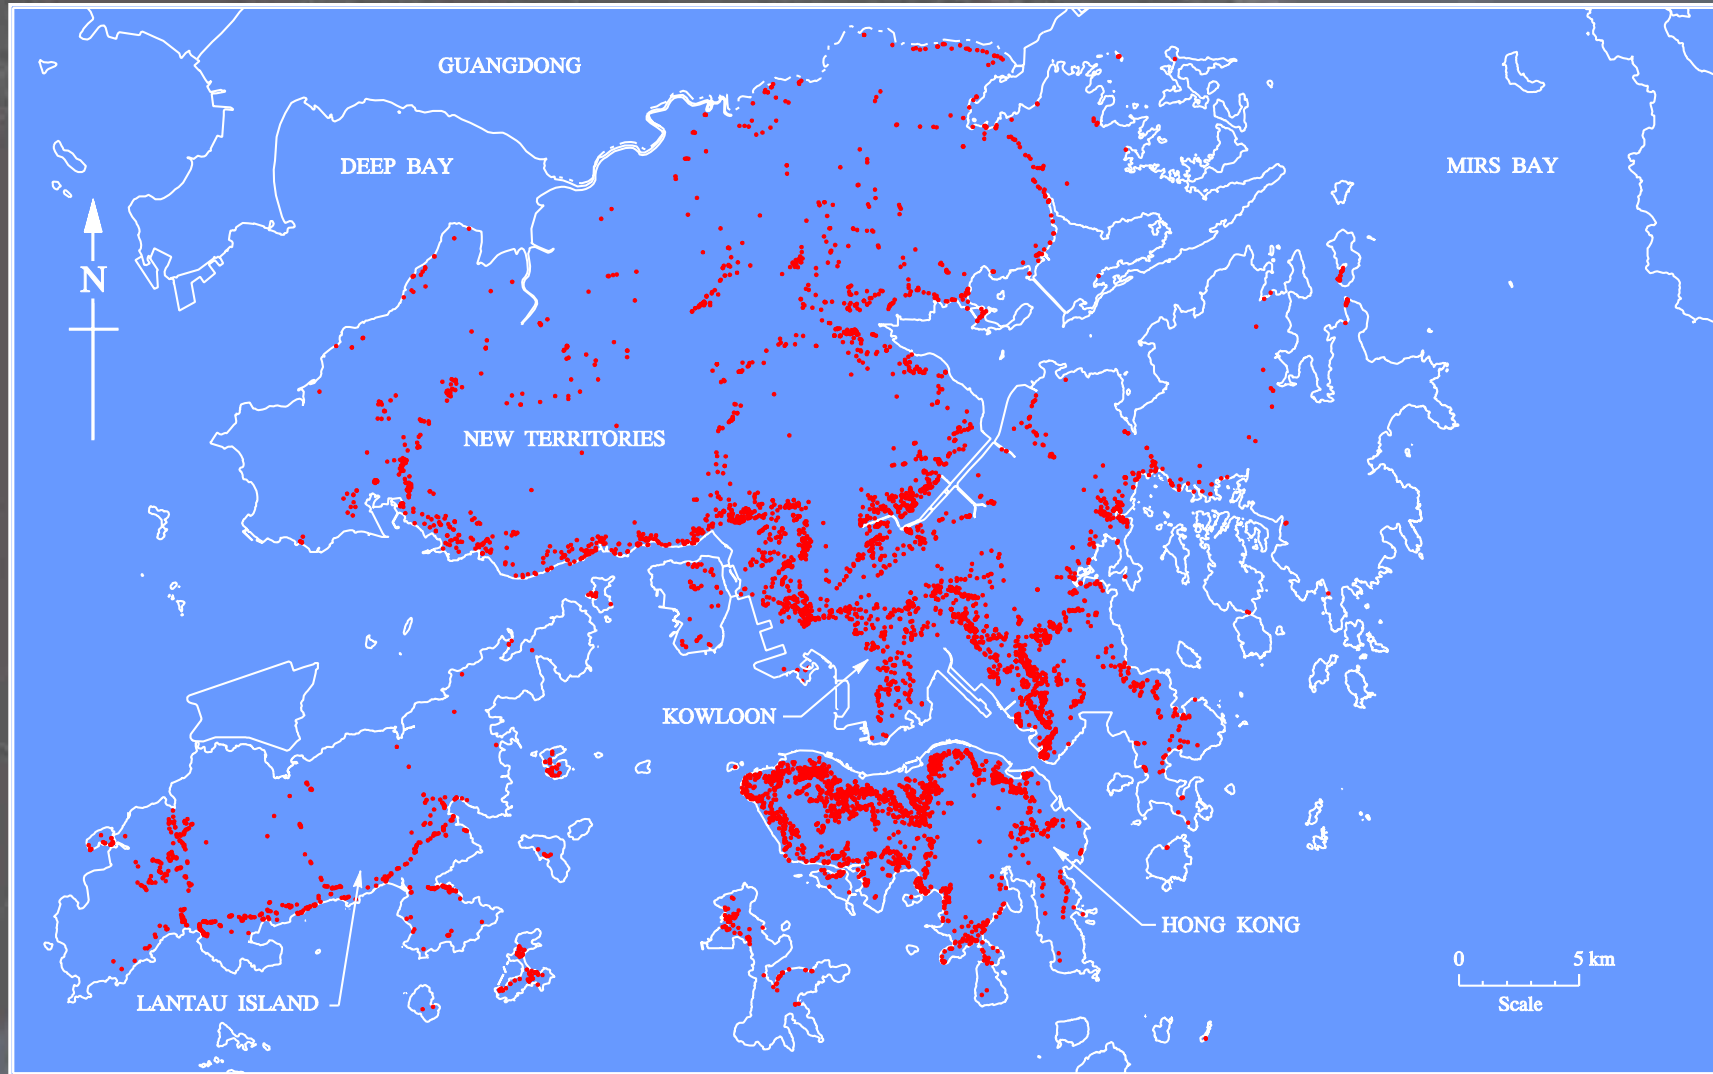 GUANGDONG
DEEP BAY
MIRS BAY
N
NEW TERRITORIES
KOWLOON
HONG KONG
LANTAU ISLAND
0 5 km
Scale